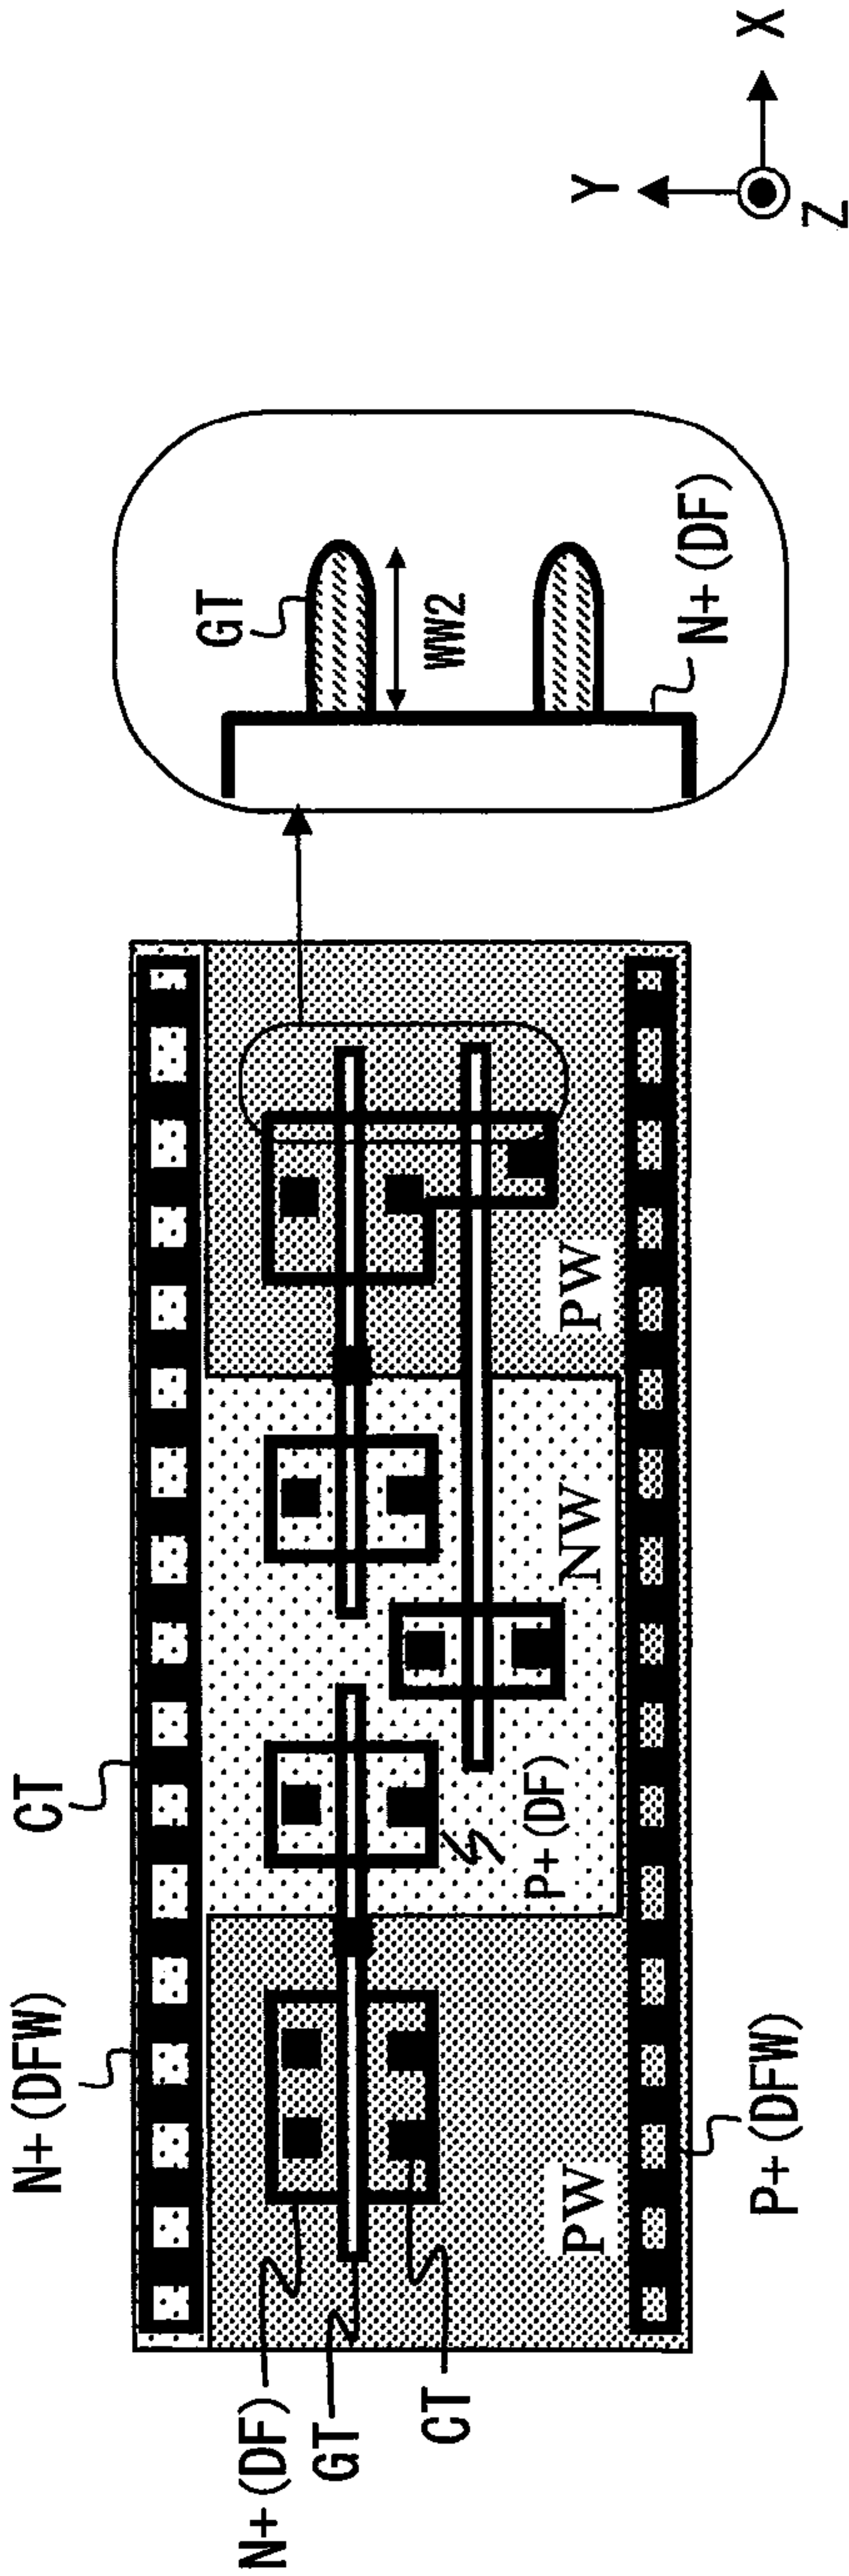 X
Y
Z
GT
WW2
N+(DF)
PW
NW
P+(DF)
CT
N+(DFW)
PW
P+(DFW)
N+(DF)
GT
CT